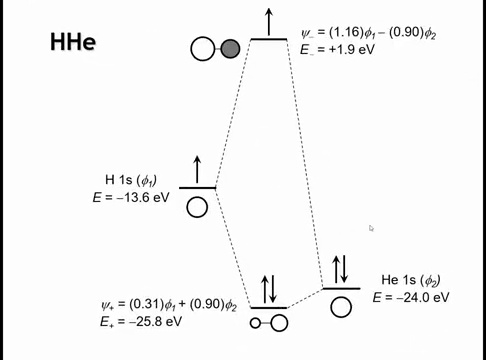 HHe
ψ₋ = (1.16)ϕ₁ − (0.90)ϕ₂
E₋ = +1.9 eV
H 1s (ϕ₁)
E = −13.6 eV
He 1s (ϕ₂)
E = −24.0 eV
ψ₊ = (0.31)ϕ₁ + (0.90)ϕ₂
E₊ = −25.8 eV